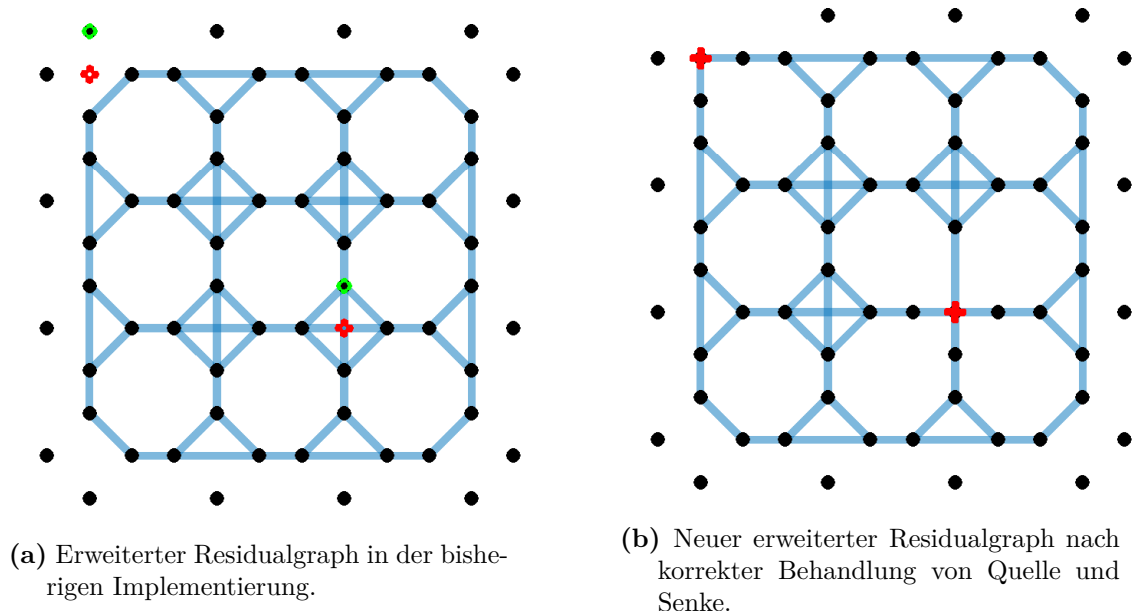 (a) Erweiterter Residualgraph in der bishe-
rigen Implementierung.
(b) Neuer erweiterter Residualgraph nach
korrekter Behandlung von Quelle und
Senke.